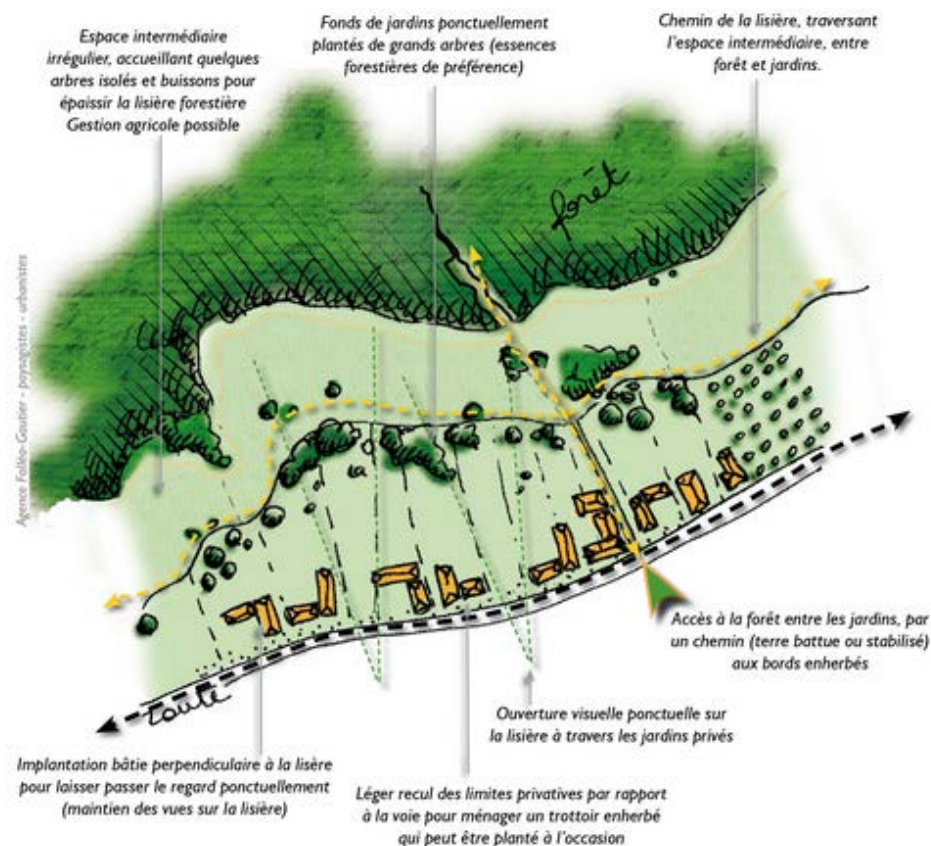 Espace intermédiaire
irrégulier, accueillant quelques
arbres isolés et buissons pour
épaissir la lisière forestière
Gestion agricole possible
Fonds de jardins ponctuellement
plantés de grands arbres (essences
forestières de préférence)
Chemin de la lisière, traversant
l'espace intermédiaire, entre
forêt et jardins.
forêt
Agence Folléa-Gautier - paysagistes - urbanistes
route
Accès à la forêt entre les jardins, par
un chemin (terre battue ou stabilisé)
aux bords enherbés
Ouverture visuelle ponctuelle sur
la lisière à travers les jardins privés
Implantation bâtie perpendiculaire à la lisère
pour laisser passer le regard ponctuellement
(maintien des vues sur la lisière)
Léger recul des limites privatives par rapport
à la voie pour ménager un trottoir enherbé
qui peut être planté à l'occasion